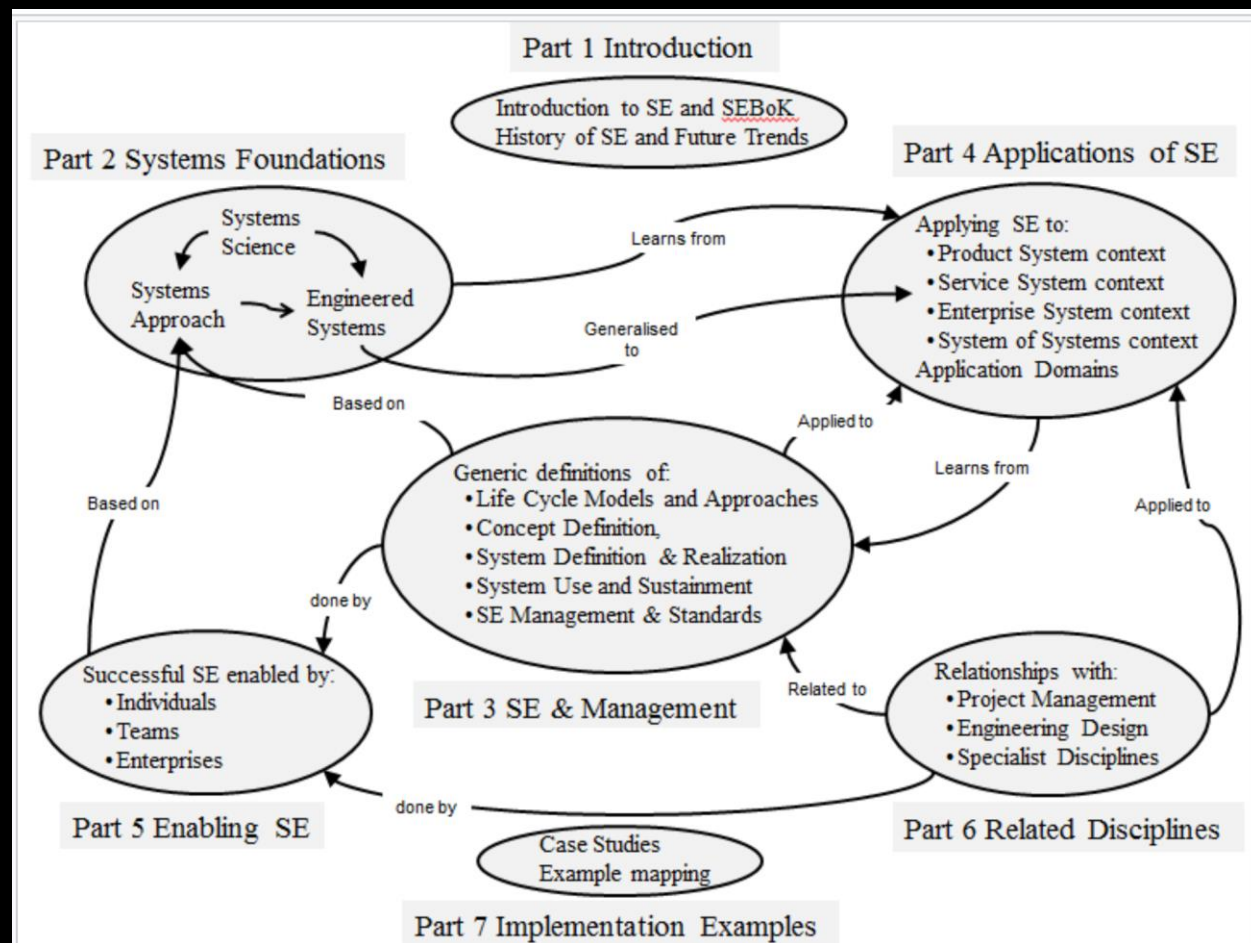 Part 1 Introduction
Introduction to SE and SEBoK
History of SE and Future Trends
Part 2 Systems Foundations
Systems
Science
Systems
Approach
Engineered
Systems
Part 4 Applications of SE
Applying SE to:
•Product System context
•Service System context
•Enterprise System context
•System of Systems context
Application Domains
Learns from
Generalised
to
Based on
Applied to
Learns from
Based on
Applied to
Generic definitions of:
•Life Cycle Models and Approaches
•Concept Definition,
•System Definition & Realization
•System Use and Sustainment
•SE Management & Standards
Part 3 SE & Management
done by
Successful SE enabled by:
•Individuals
•Teams
•Enterprises
Part 5 Enabling SE
Related to
Relationships with:
•Project Management
•Engineering Design
•Specialist Disciplines
Part 6 Related Disciplines
done by
Case Studies
Example mapping
Part 7 Implementation Examples